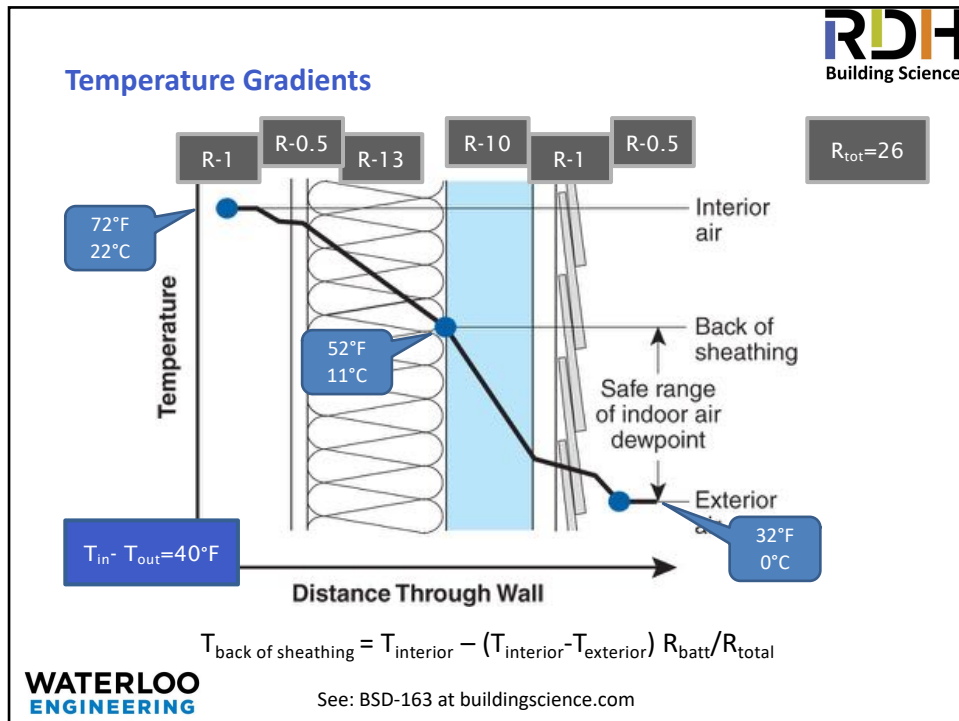 RDH
Building Science
Temperature Gradients
R-1
R-0.5
R-13
R-10
R-1
R-0.5
Rtot=26
72°F
22°C
Interior
air
Temperature
52°F
11°C
Back of
sheathing
Safe range
of indoor air
dewpoint
Exterior
32°F
0°C
Tin- Tout=40°F
Distance Through Wall
Tback of sheathing = Tinterior – (Tinterior-Texterior) Rbatt/Rtotal
WATERLOO
ENGINEERING
See: BSD-163 at buildingscience.com